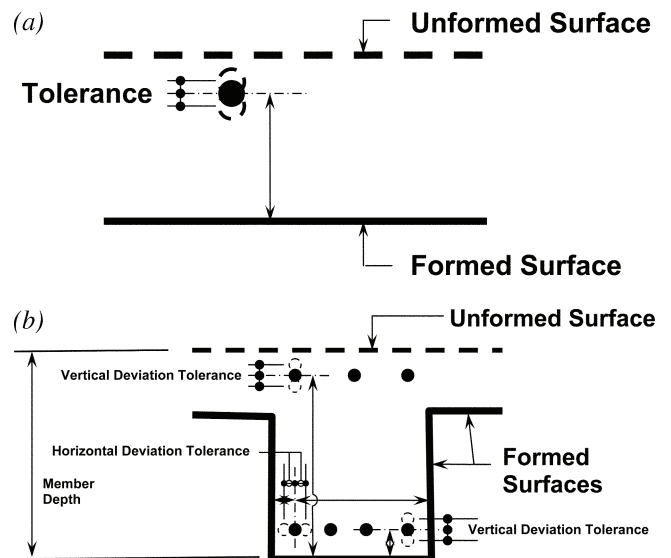 (a)
Unformed Surface
Tolerance
Formed Surface
(b)
Unformed Surface
Vertical Deviation Tolerance
Horizontal Deviation Tolerance
Member
Depth
Formed
Surfaces
Vertical Deviation Tolerance